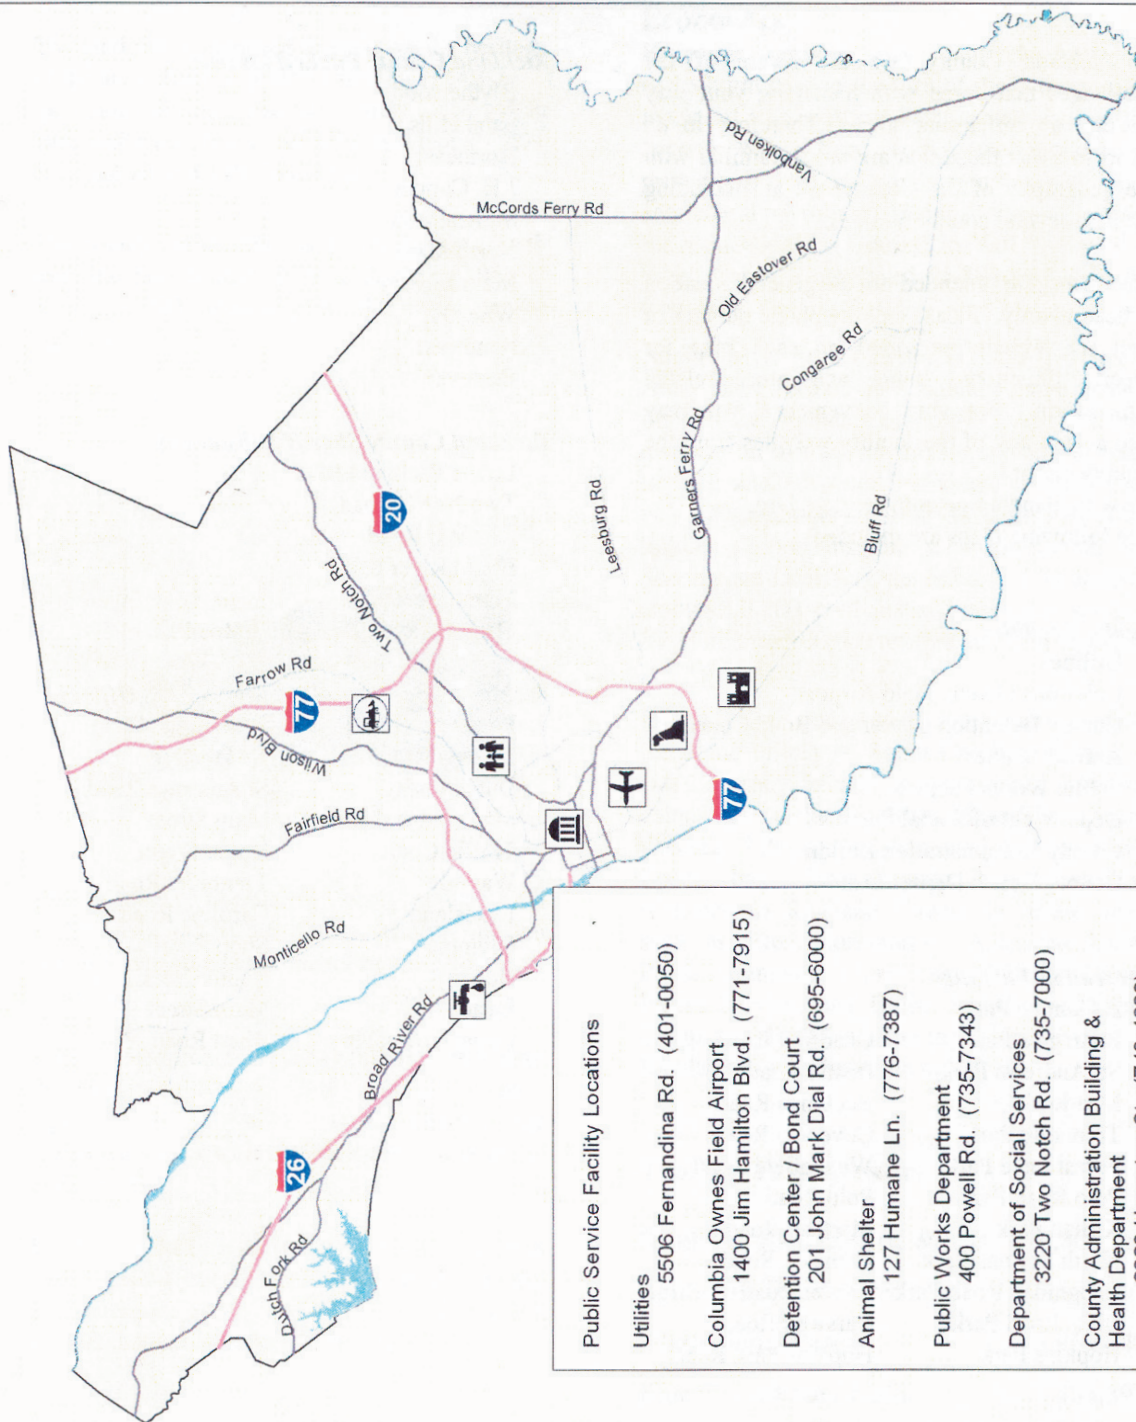 McCords Ferry Rd
Vanbolken Rd
Old Eastover Rd
Congaree Rd
Garners Ferry Rd
Leesburg Rd
Bluff Rd
20
Two Notch Rd
Farrow Rd
77
Wilson Blvd
Fairfield Rd
77
Monticello Rd
Broad River Rd
26
Dutch Fork Rd
Public Service Facility Locations
Utilities
5506 Fernandina Rd. (401-0050)
Columbia Ownes Field Airport
1400 Jim Hamilton Blvd. (771-7915)
Detention Center / Bond Court
201 John Mark Dial Rd. (695-6000)
Animal Shelter
127 Humane Ln. (776-7387)
Public Works Department
400 Powell Rd. (735-7343)
Department of Social Services
3220 Two Notch Rd. (735-7000)
County Administration Building &
Health Department